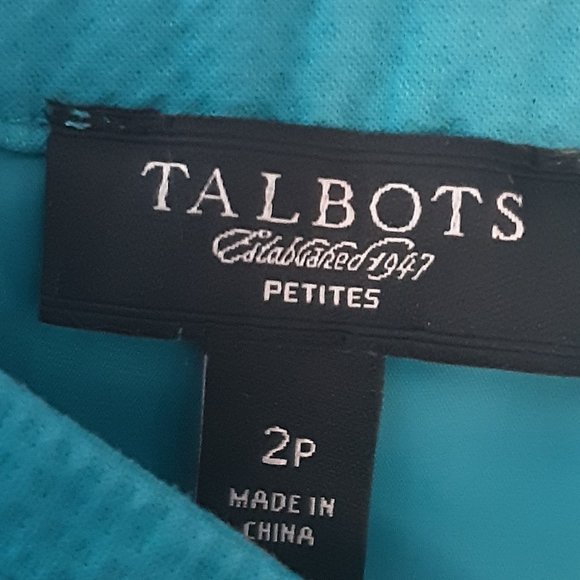 TALBOTS
Established 1947
PETITES
2P
MADE IN
CHINA